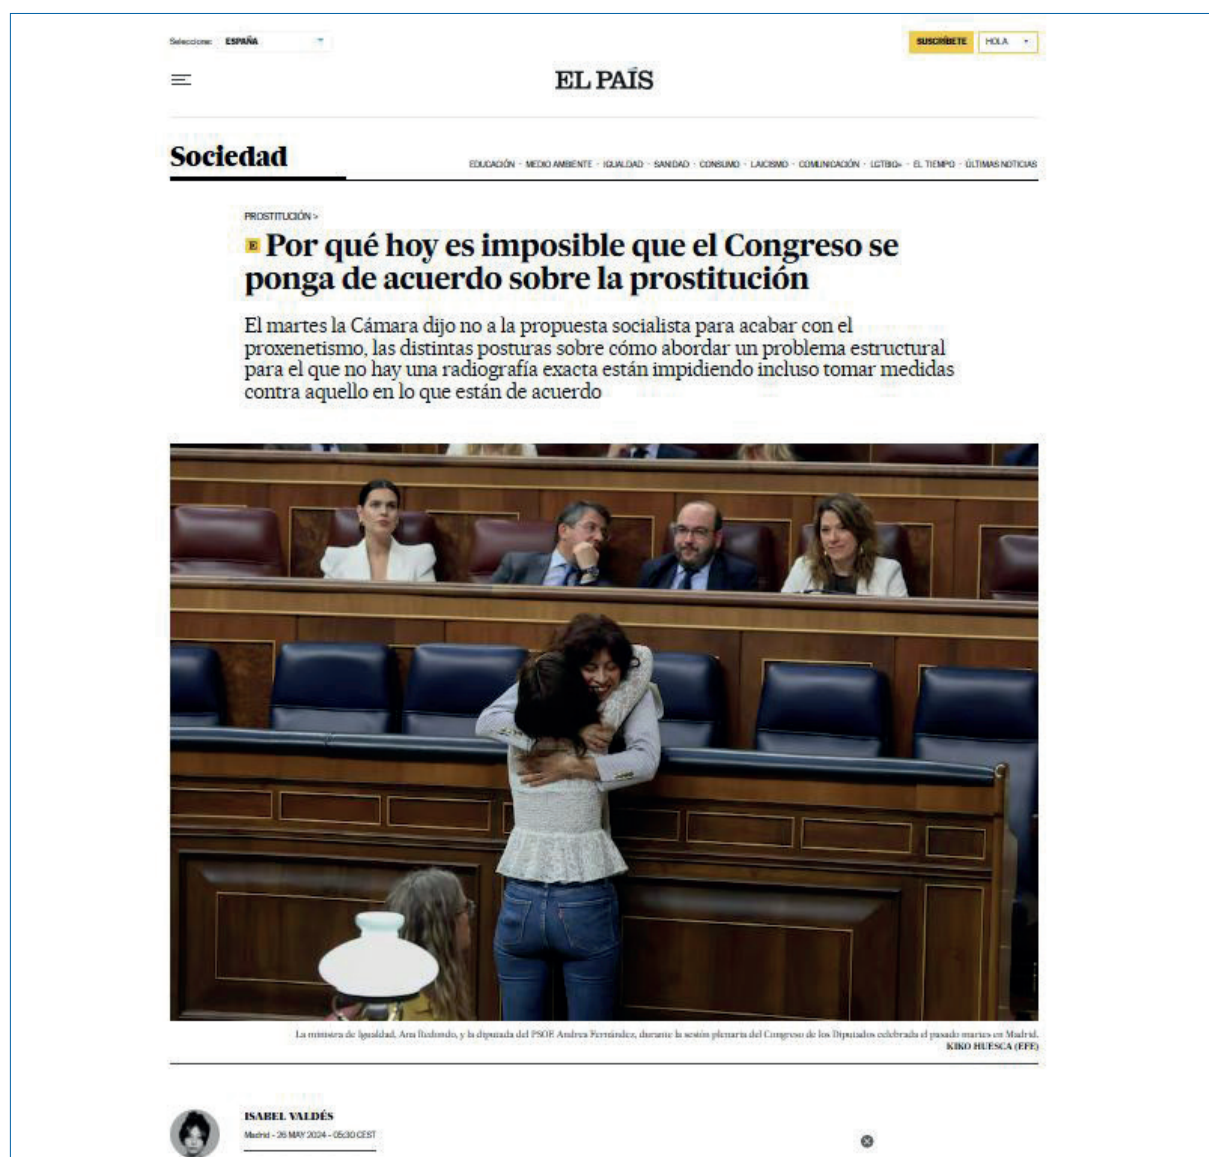 Seleccione: ESPAÑA
SUSCRÍBETE HOLA
EL PAÍS
Sociedad
EDUCACIÓN · MEDIO AMBIENTE · IGUALDAD · SANIDAD · CONSUMO · LAICISMO · COMUNICACIÓN · LGTBIQ+ · EL TIEMPO · ÚLTIMAS NOTICIAS
PROSTITUCIÓN >
E Por qué hoy es imposible que el Congreso se
ponga de acuerdo sobre la prostitución
El martes la Cámara dijo no a la propuesta socialista para acabar con el
proxenetismo, las distintas posturas sobre cómo abordar un problema estructural
para el que no hay una radiografía exacta están impidiendo incluso tomar medidas
contra aquello en lo que están de acuerdo
La ministra de Igualdad, Ana Redondo, y la diputada del PSOE Andrea Fernández, durante la sesión plenaria del Congreso de los Diputados celebrada el pasado martes en Madrid.
KIKO HUESCA (EFE)
ISABEL VALDÉS
Madrid - 26 MAY 2024 - 05:30 CEST